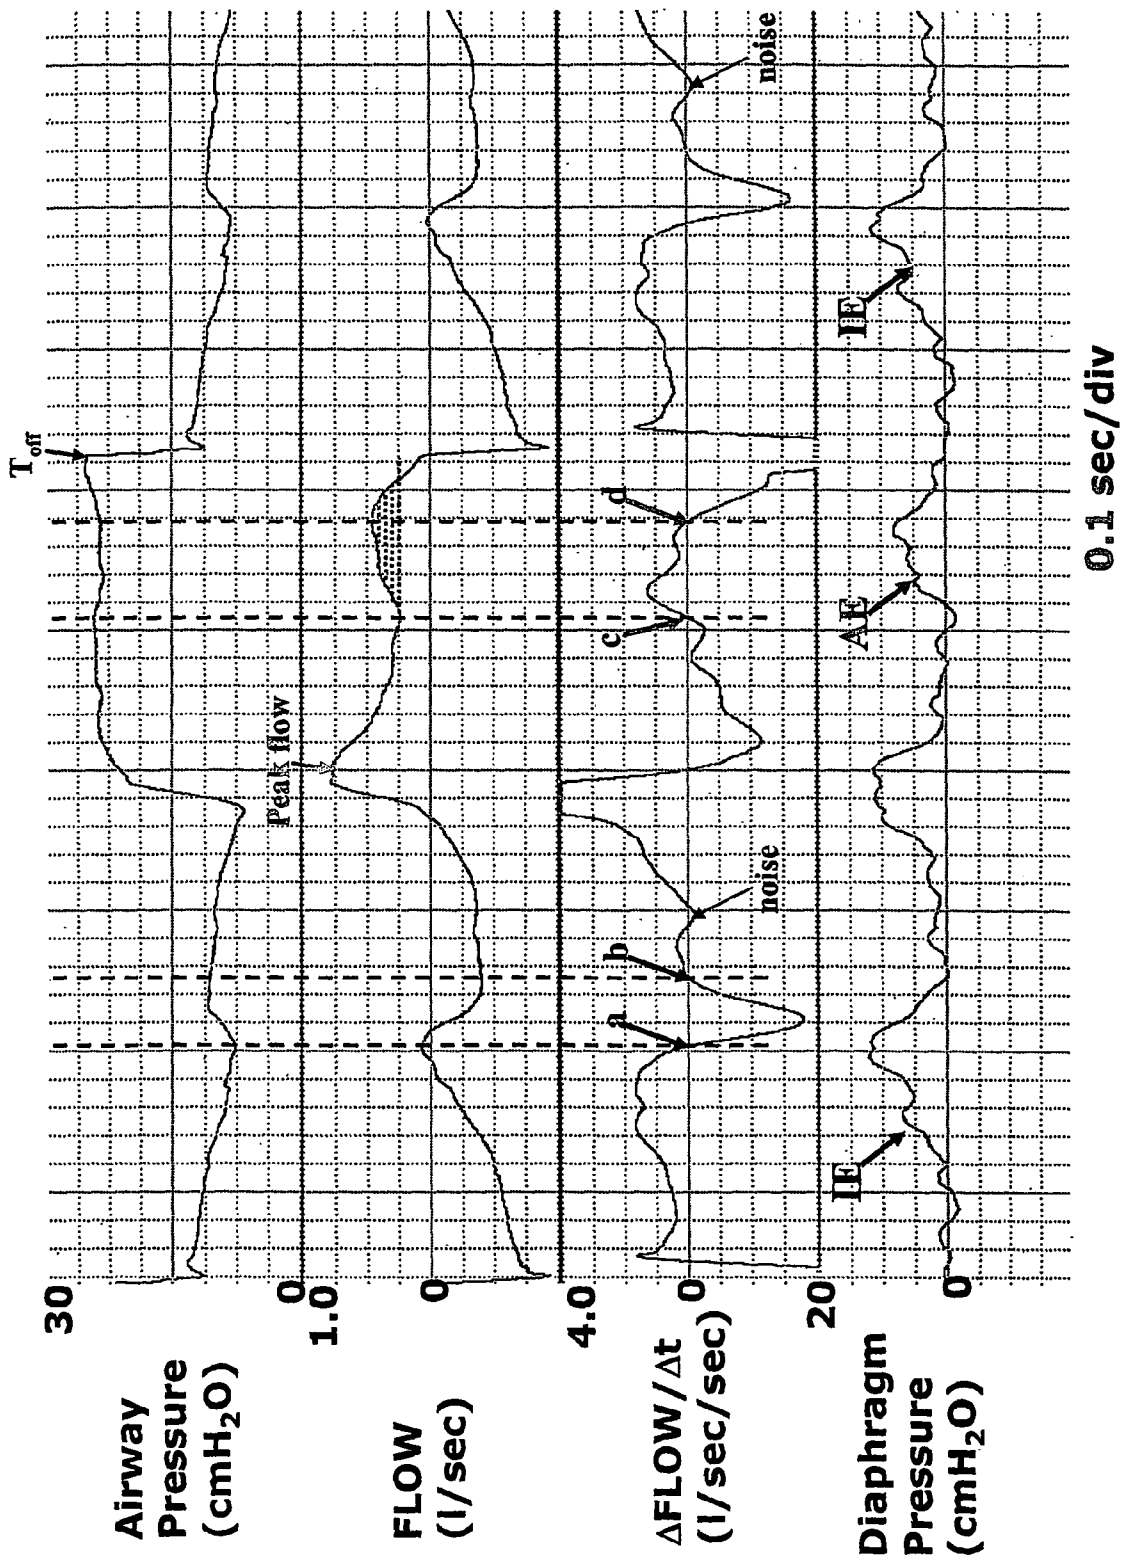 T_off
Airway
Pressure
(cmH₂O)
30
0
Peak flow
FLOW
(l/sec)
1.0
0
ΔFLOW/Δt
(l/sec/sec)
4.0
0
a
b
noise
c
d
noise
Diaphragm
Pressure
(cmH₂O)
20
0
IE
AE
IE
0.1 sec/div